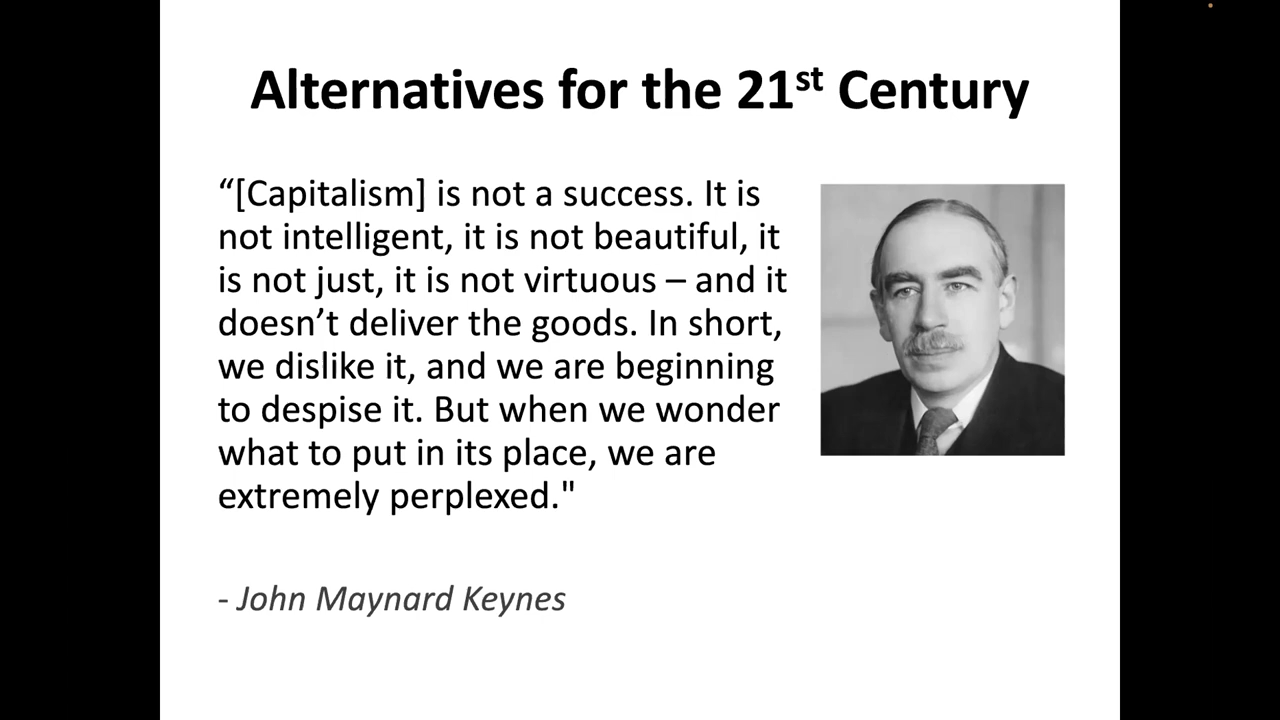 Alternatives for the 21st Century
“[Capitalism] is not a success. It is
not intelligent, it is not beautiful, it
is not just, it is not virtuous – and it
doesn’t deliver the goods. In short,
we dislike it, and we are beginning
to despise it. But when we wonder
what to put in its place, we are
extremely perplexed."
- John Maynard Keynes